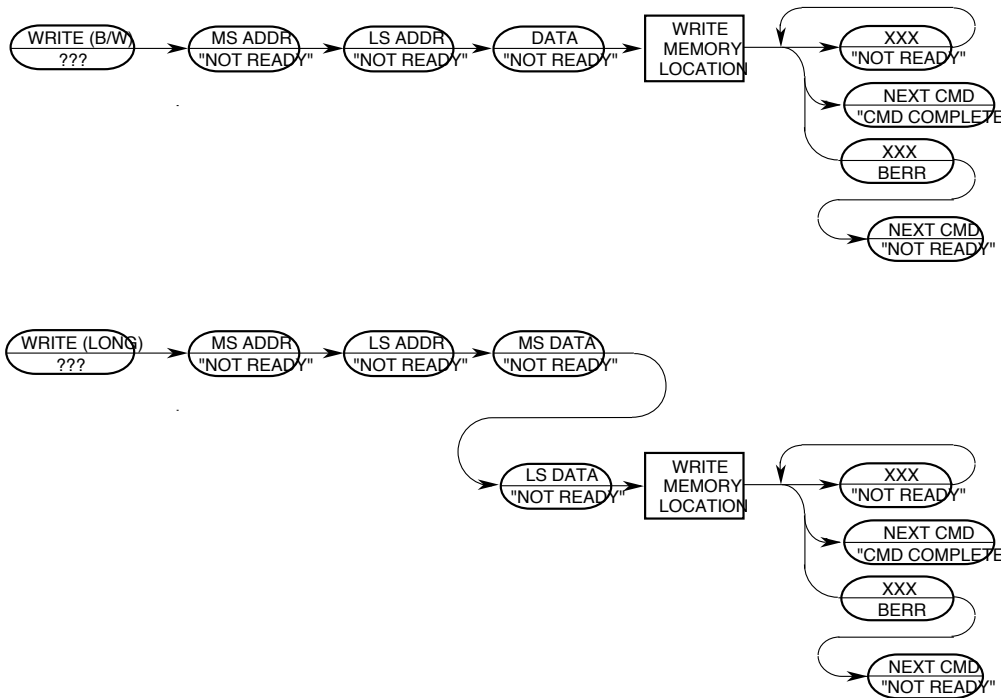 WRITE (B/W)
???
MS ADDR
"NOT READY"
LS ADDR
"NOT READY"
DATA
"NOT READY"
WRITE
MEMORY
LOCATION
XXX
"NOT READY"
NEXT CMD
"CMD COMPLETE
XXX
BERR
NEXT CMD
"NOT READY"
WRITE (LONG)
???
MS ADDR
"NOT READY"
LS ADDR
"NOT READY"
MS DATA
"NOT READY"
LS DATA
"NOT READY"
WRITE
MEMORY
LOCATION
XXX
"NOT READY"
NEXT CMD
"CMD COMPLETE
XXX
BERR
NEXT CMD
"NOT READY"